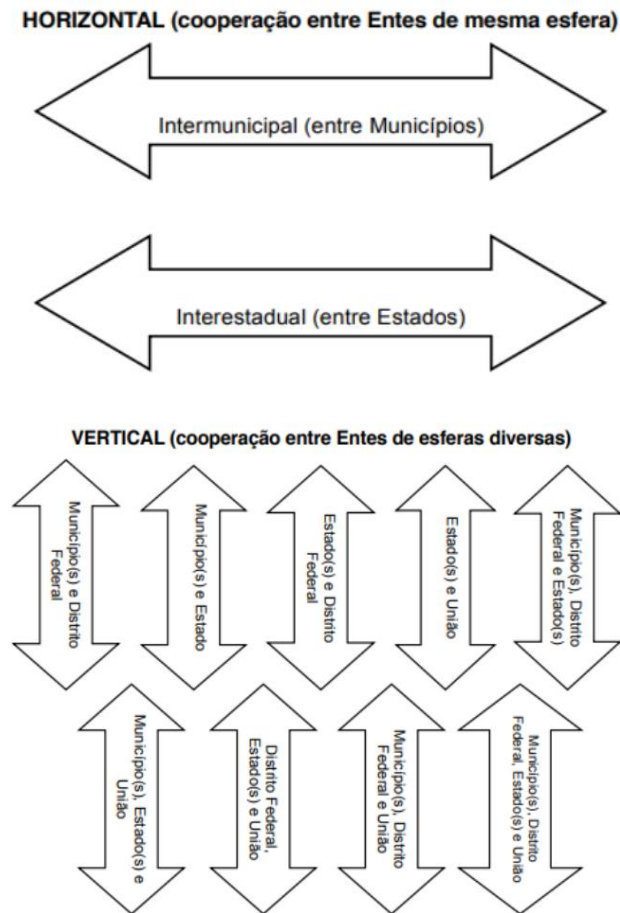 HORIZONTAL (cooperação entre Entes de mesma esfera)
Intermunicipal (entre Municípios)
Interestadual (entre Estados)
VERTICAL (cooperação entre Entes de esferas diversas)
Município(s) e Distrito
Federal
Município(s) e Estado
Estado(s) e Distrito
Federal
Estado(s) e União
Município(s), Distrito
Federal e Estado(s)
Município(s), Estado(s) e
União
Distrito Federal,
Estado(s) e União
Município(s), Distrito
Federal e União
Município(s), Distrito
Federal, Estado(s) e União